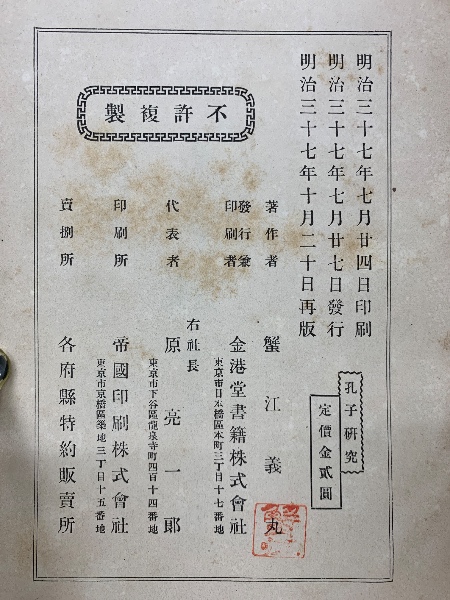 明治三十七年七月廿四日印刷
明治三十七年七月廿七日發行
明治三十七年十月二十日再版
孔子研究
定價金貳圓
不許複製
著作者 蟹江義丸
發行兼印刷者 金港堂書籍株式會社
東京市日本橋區本町三丁目十七番地
代表者 右社長 原亮一郎
東京市下谷區龍泉寺町四百十四番地
印刷所 帝國印刷株式會社
東京市京橋區築地三丁目十五番地
賣捌所 各府縣特約販賣所